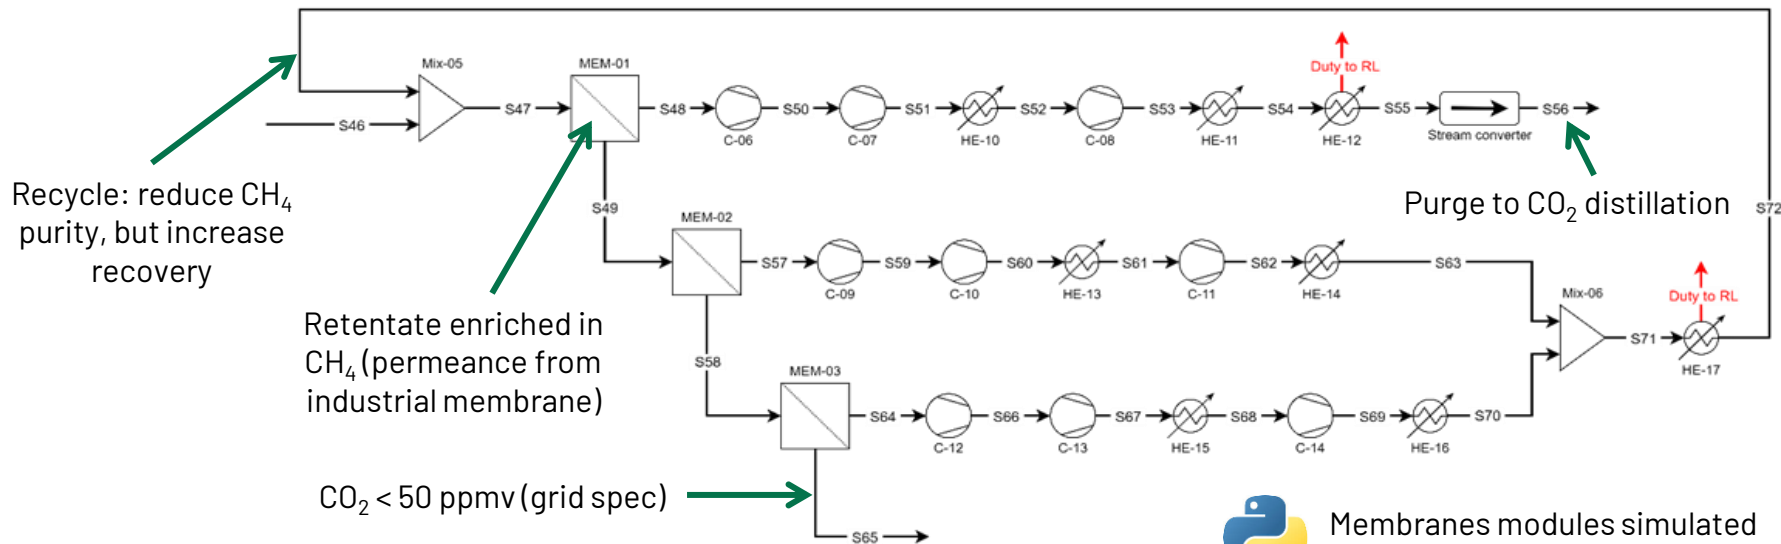 Mix-05
MEM-01
Duty to RL
S46
S47
S48
C-06
S50
C-07
S51
HE-10
S52
C-08
S53
HE-11
S54
HE-12
S55
Stream converter
S56
Recycle: reduce CH₄
purity, but increase
recovery
S49
MEM-02
Purge to CO₂ distillation
S72
S57
C-09
S59
C-10
S60
HE-13
S61
C-11
S62
HE-14
S63
Mix-06
Duty to RL
S71
HE-17
Retentate enriched in
CH₄ (permeance from
industrial membrane)
S58
MEM-03
S64
C-12
S66
C-13
S67
HE-15
S68
C-14
S69
HE-16
S70
CO₂ < 50 ppmv (grid spec)
S65
Membranes modules simulated